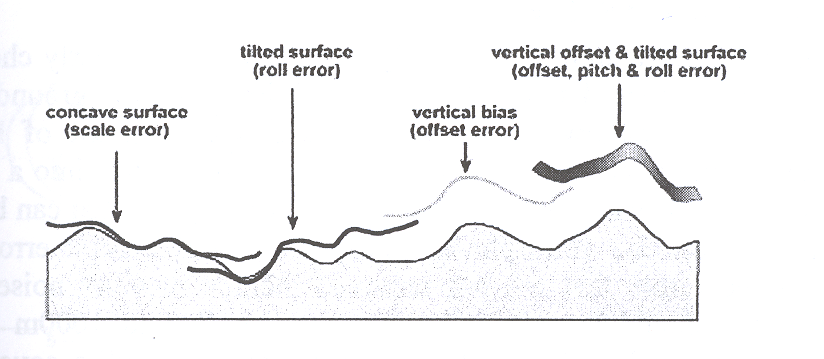 tilted surface
(roll error)
vertical offset & tilted surface
(offset, pitch & roll error)
concave surface
(scale error)
vertical bias
(offset error)